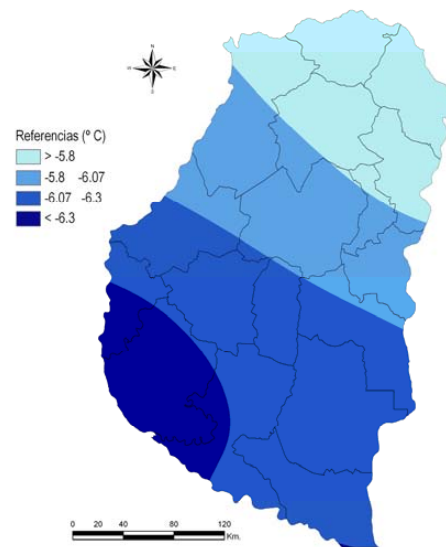 N
S
Referencias (º C)
> -5.8
-5.8 -6.07
-6.07 -6.3
< -6.3
0 20 40 80 120
Km.